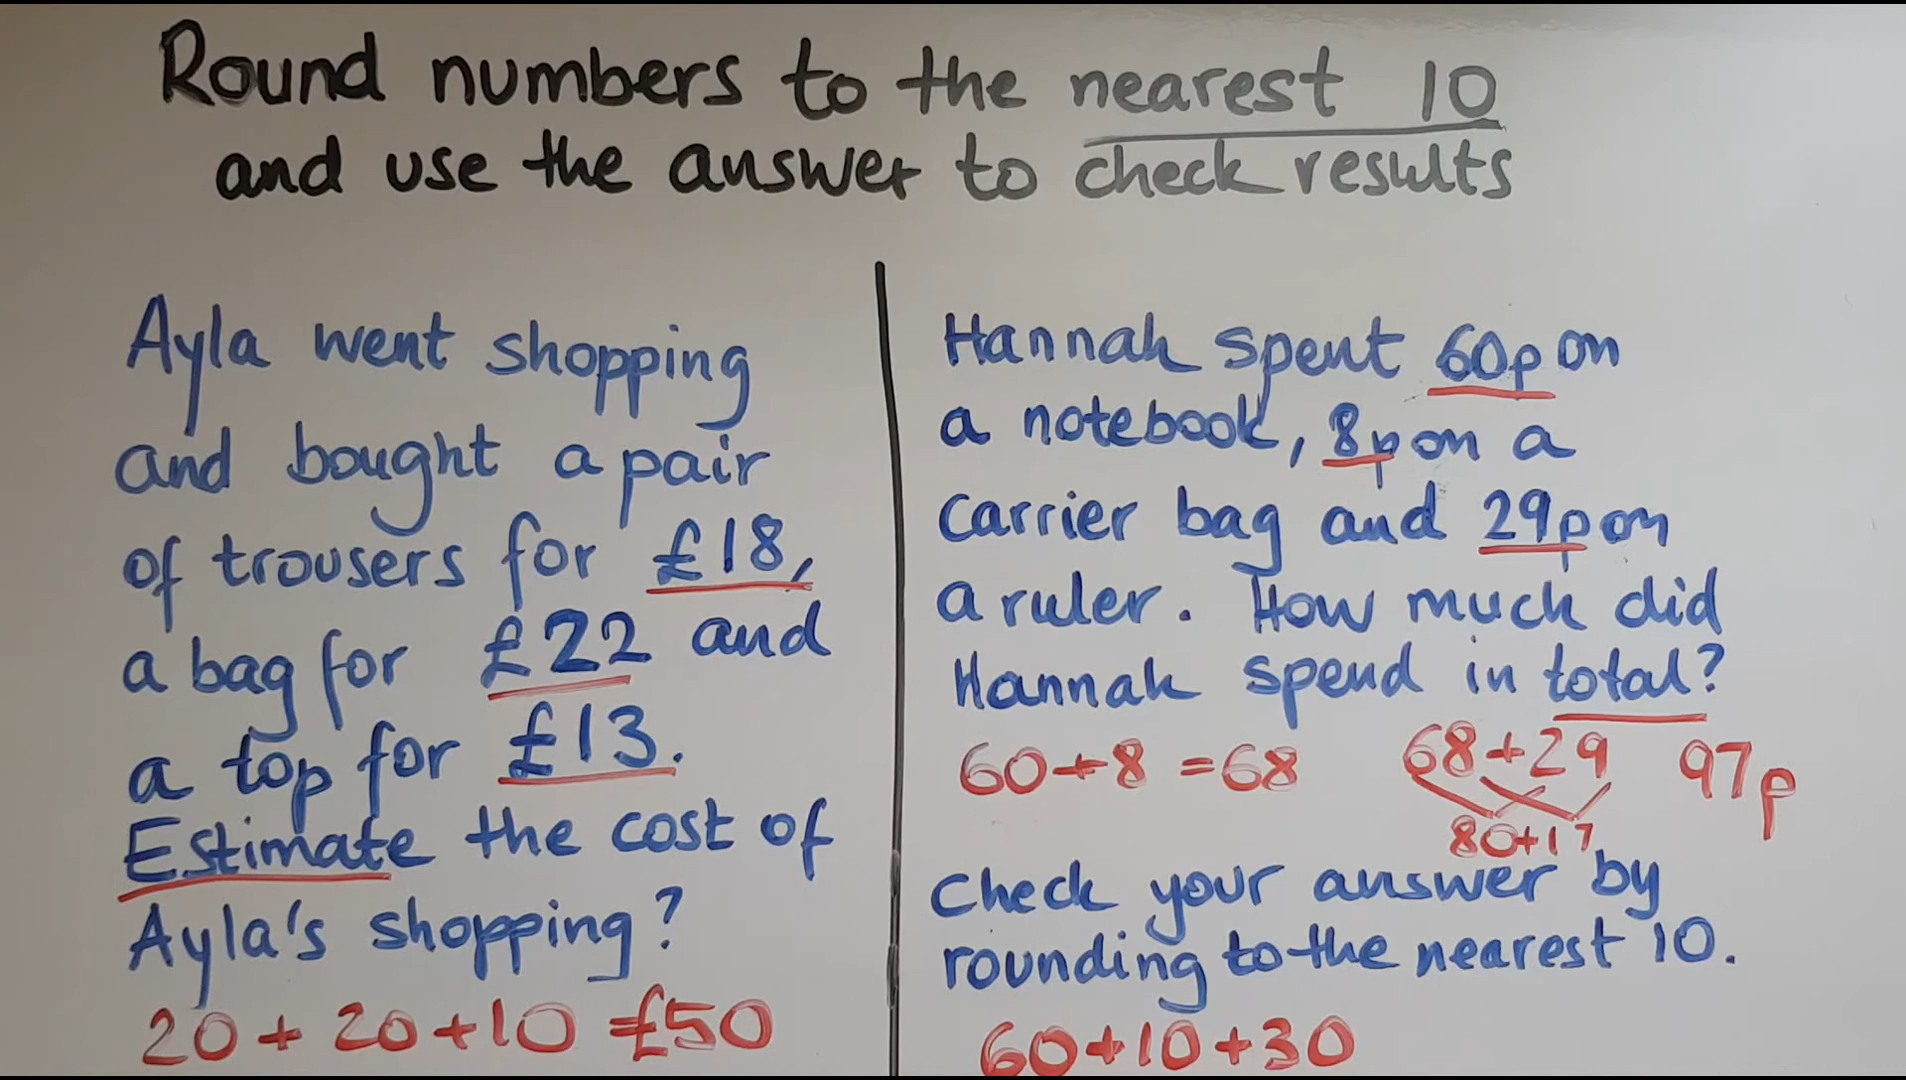 Round numbers to the nearest 10
and use the answer to check results
Ayla went shopping
and bought a pair
of trousers for £18,
a bag for £22 and
a top for £13.
Estimate the cost of
Ayla's shopping?
20 + 20 + 10 = £50
Hannah spent 60p on
a notebook, 8p on a
carrier bag and 29p on
a ruler. How much did
Hannah spend in total?
60 + 8 = 68 68 + 29 97p
80 + 17
Check your answer by
rounding to the nearest 10.
60 + 10 + 30